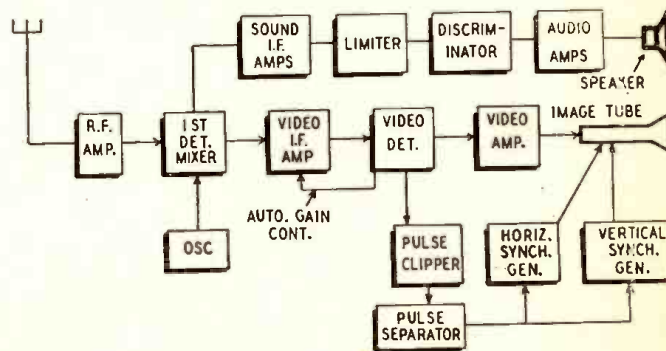 SOUND
I.F.
AMPS
LIMITER
DISCRIM-
INATOR
AUDIO
AMPS
SPEAKER
R.F.
AMP.
1ST
DET.
MIXER
VIDEO
I.F.
AMP
VIDEO
DET.
VIDEO
AMP.
IMAGE TUBE
AUTO. GAIN
CONT.
OSC
PULSE
CLIPPER
HORIZ.
SYNCH.
GEN.
VERTICAL
SYNCH.
GEN.
PULSE
SEPARATOR